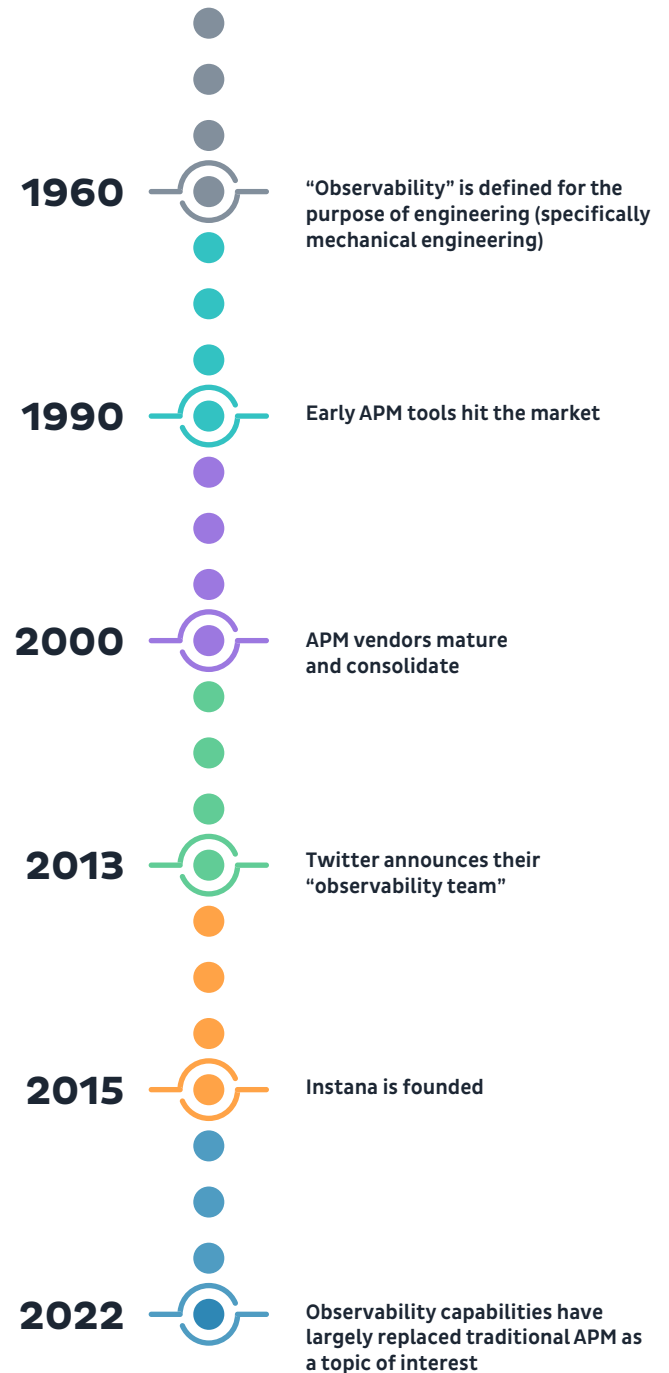 1960
“Observability” is defined for the
purpose of engineering (specifically
mechanical engineering)
1990
Early APM tools hit the market
2000
APM vendors mature
and consolidate
2013
Twitter announces their
“observability team”
2015
Instana is founded
2022
Observability capabilities have
largely replaced traditional APM as
a topic of interest